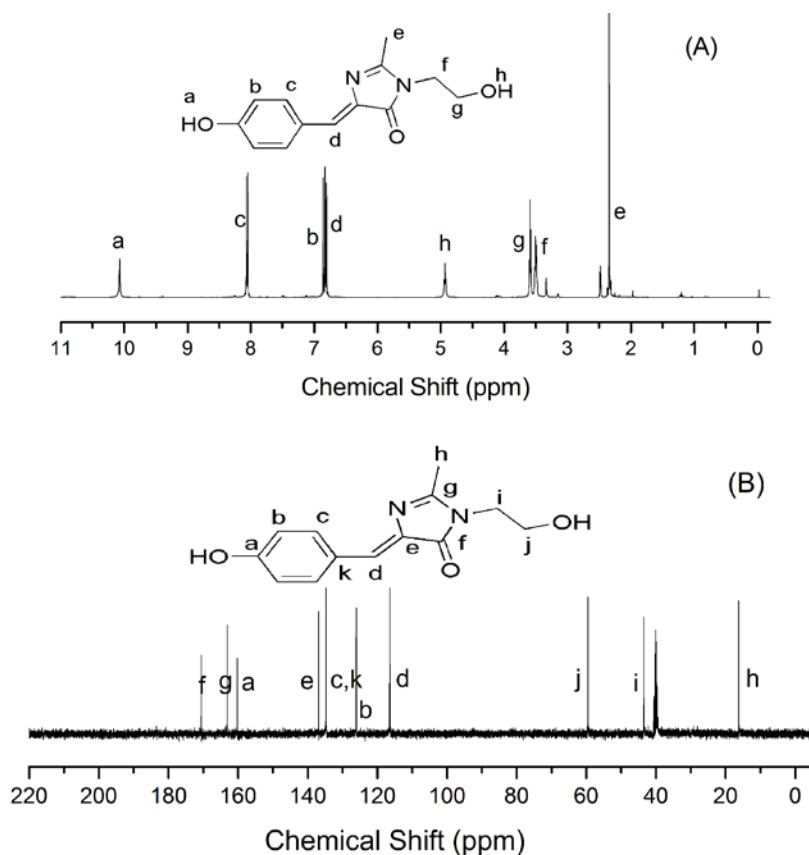 (A)
e
f
h
N
N
OH
g
a
b
c
HO
O
d
a
c
b
d
h
g
f
e
11 10 9 8 7 6 5 4 3 2 1 0
Chemical Shift (ppm)
(B)
h
g
i
N
N
OH
b
c
e
f
j
a
HO
O
k
d
f
g
a
e
c,k
b
d
j
i
h
220 200 180 160 140 120 100 80 60 40 20 0
Chemical Shift (ppm)